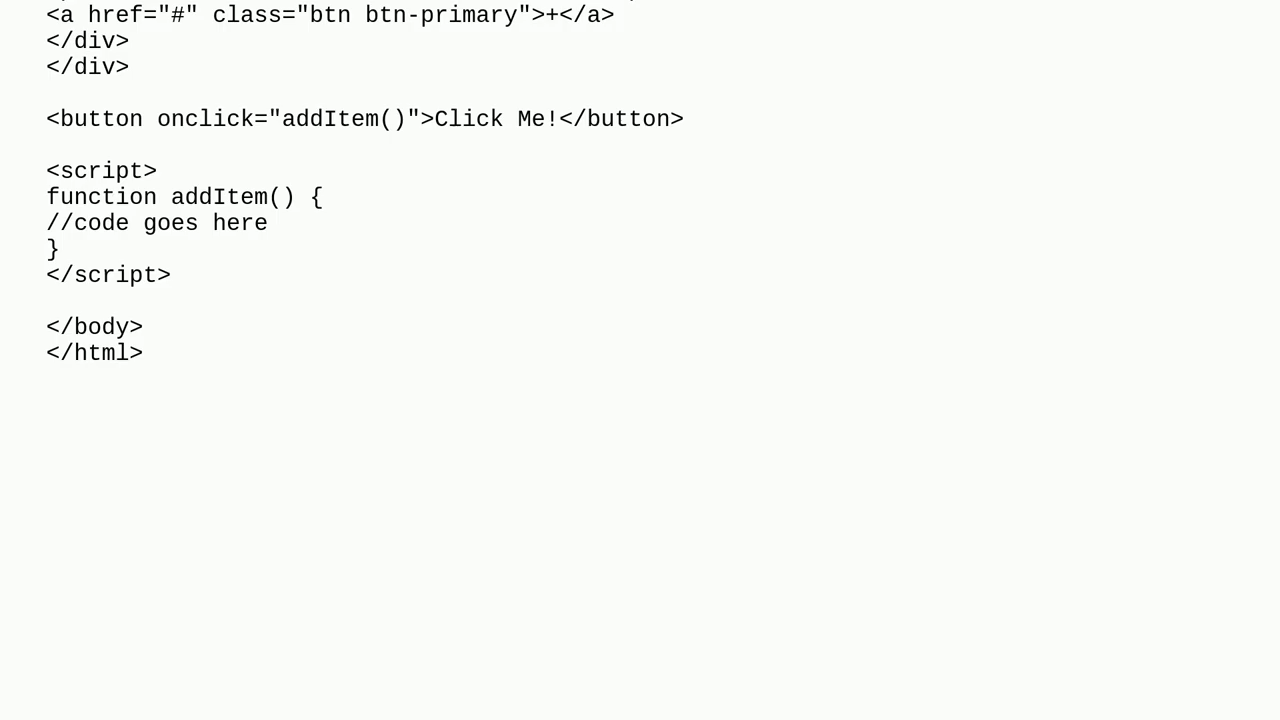 <a href="#" class="btn btn-primary">+</a>
</div>
</div>
<button onclick="addItem()">Click Me!</button>
<script>
function addItem() {
//code goes here
}
</script>
</body>
</html>